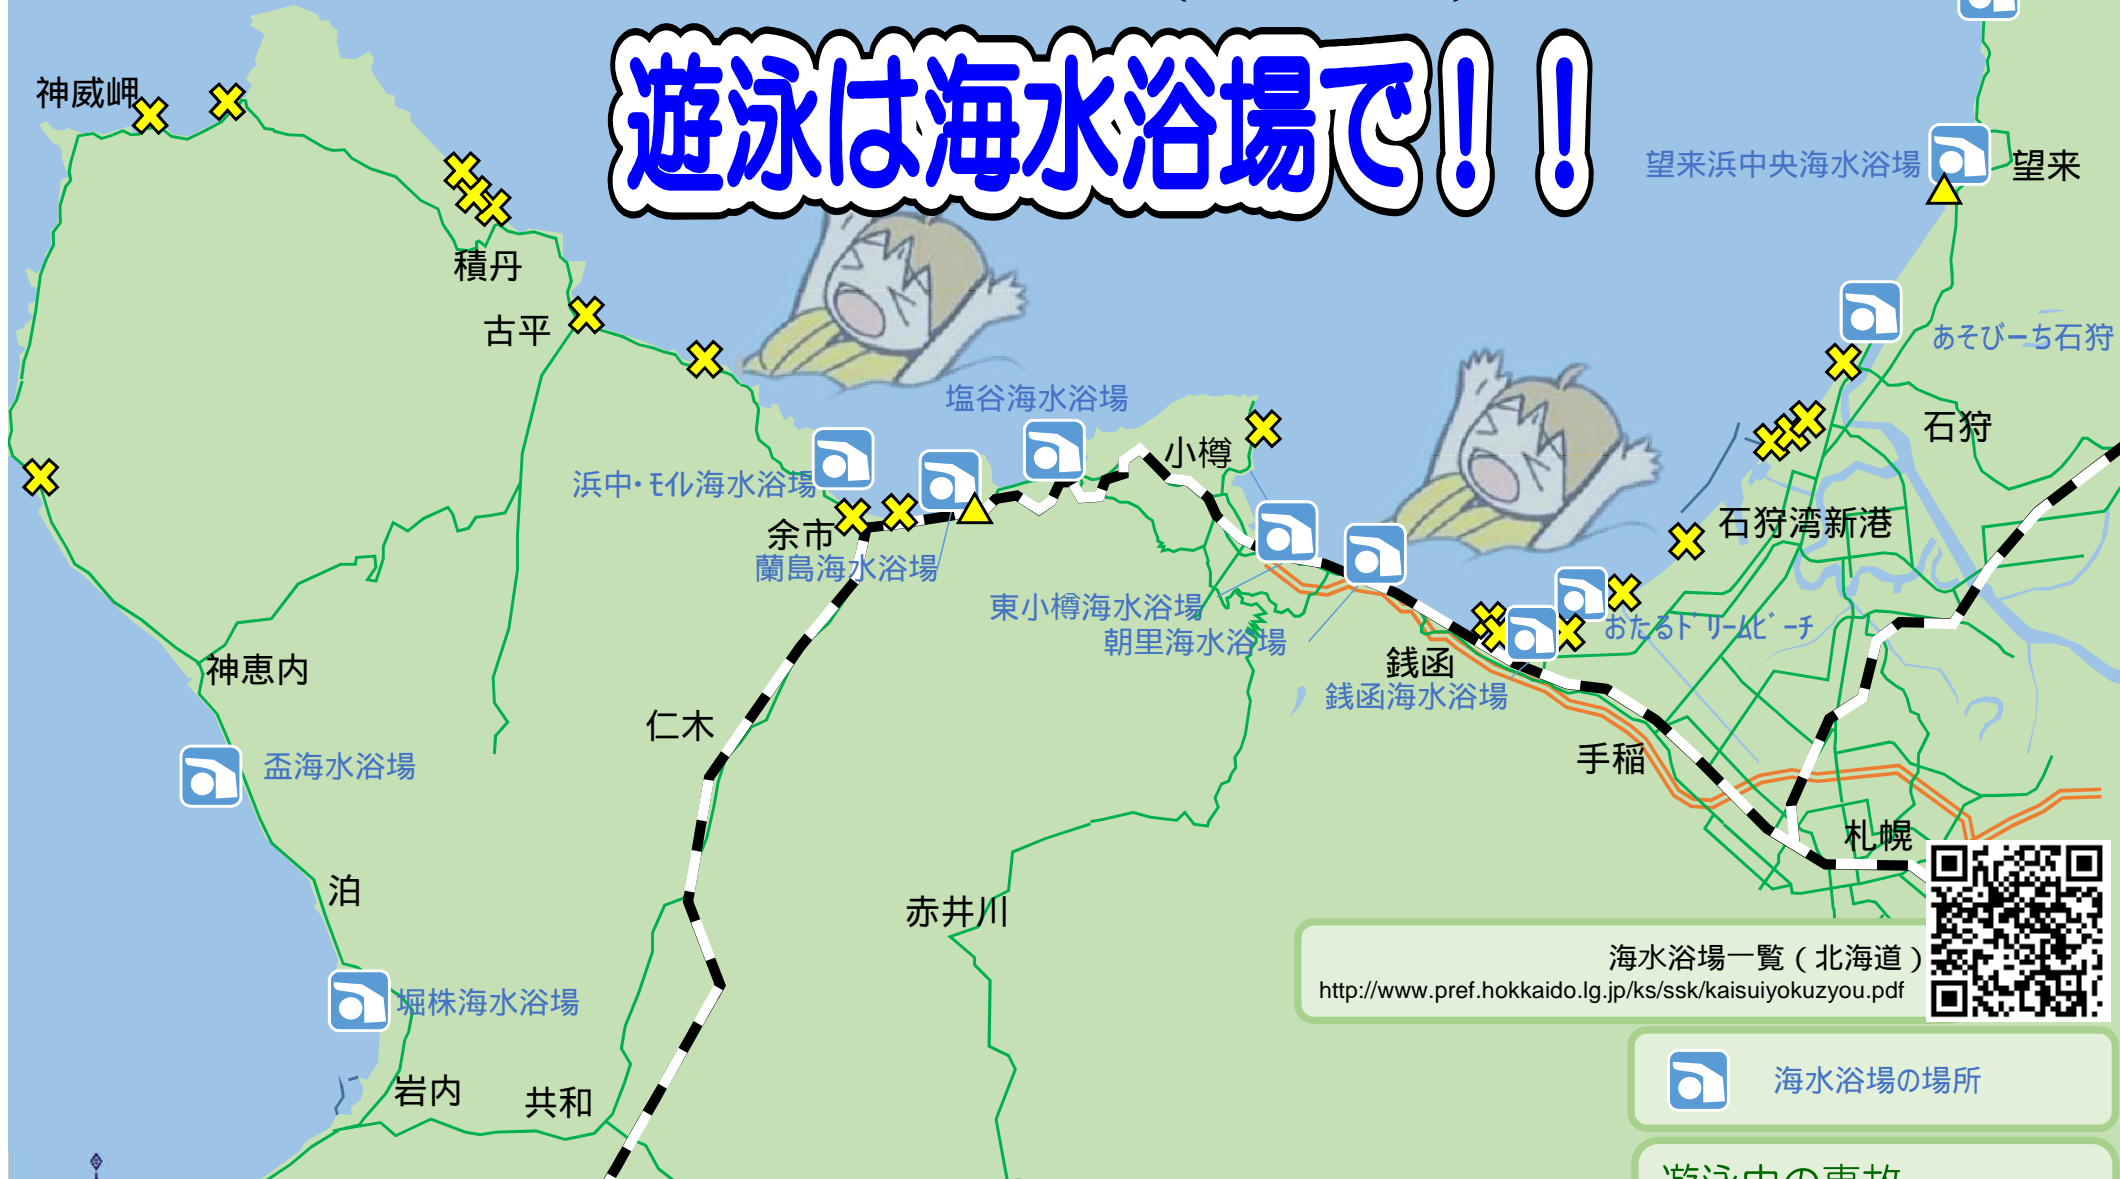 遊泳は海水浴場で！！
神威岬
望来浜中央海水浴場
望来
積丹
古平
あそびーち石狩
塩谷海水浴場
石狩
小樽
浜中・モイル海水浴場
余市
石狩湾新港
蘭島海水浴場
東小樽海水浴場
おたるドリームビーチ
朝里海水浴場
銭函
神恵内
銭函海水浴場
仁木
手稲
盃海水浴場
札幌
泊
赤井川
海水浴場一覧（北海道）
http://www.pref.hokkaido.lg.jp/ks/ssk/kaisuiyokuzyou.pdf
堀株海水浴場
海水浴場の場所
岩内
共和
遊泳中の事故